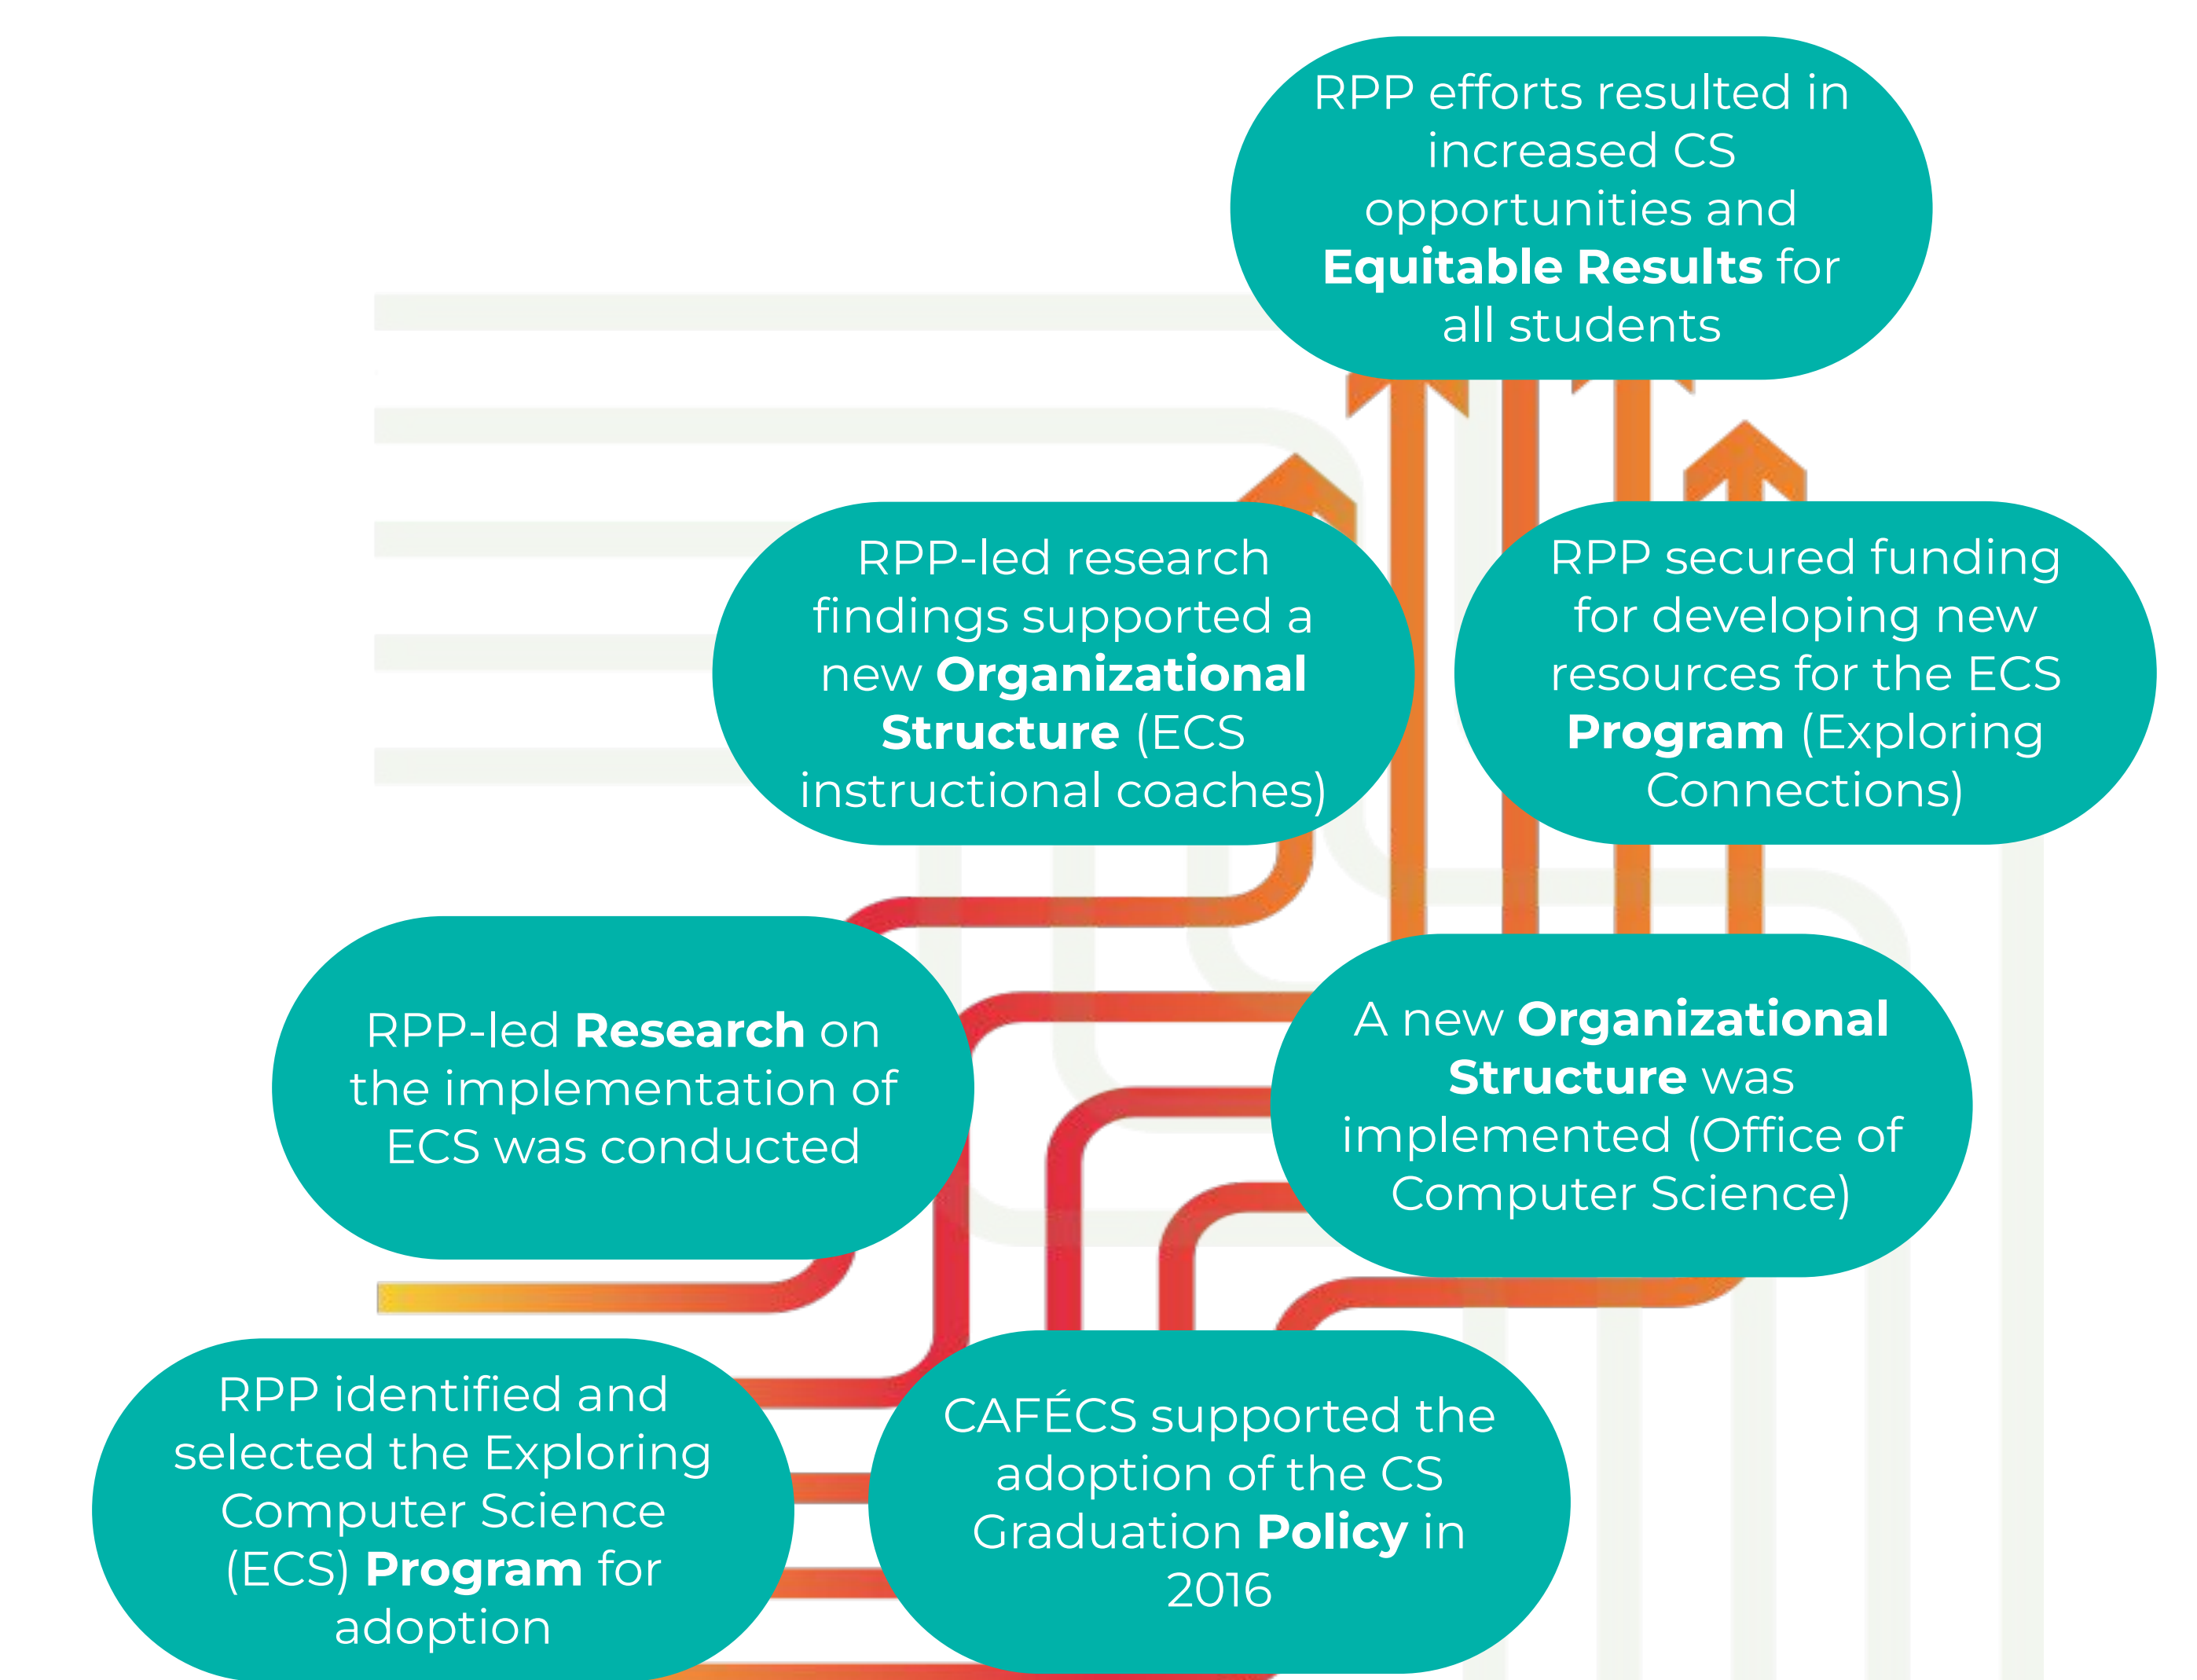 RPP efforts resulted in
increased CS
opportunities and
Equitable Results for
all students
RPP-led research
findings supported a
new Organizational
Structure (ECS
instructional coaches)
RPP secured funding
for developing new
resources for the ECS
Program (Exploring
Connections)
RPP-led Research on
the implementation of
ECS was conducted
A new Organizational
Structure was
implemented (Office of
Computer Science)
RPP identified and
selected the Exploring
Computer Science
(ECS) Program for
adoption
CAFÉCS supported the
adoption of the CS
Graduation Policy in
2016